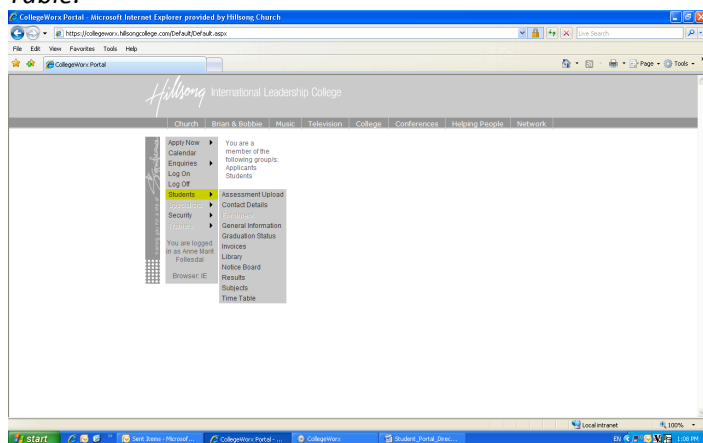 Table.
CollegeWorx Portal - Microsoft Internet Explorer provided by Hillsong Church
https://collegeworx.hillsongcollege.com/Default/Default.aspx
Live Search
File Edit View Favorites Tools Help
CollegeWorx Portal
Page Tools
Hillsong International Leadership College
Church Brian & Bobbie Music Television College Conferences Helping People Network
Apply Now
Calendar
Enquiries
Log On
Log Off
Students
Security
Trainers
You are logged
in as Anne Marit
Follesdal
Browser: IE
You are a
member of the
following group/s:
Applicants
Students
Assessment Upload
Contact Details
General Information
Graduation Status
Invoices
Library
Notice Board
Results
Subjects
Time Table
Local intranet
100%
start
Sent Items - Microsof...
CollegeWorx Portal - ...
CollegeWorx
Student_Portal_Direc...
EN
1:08 PM